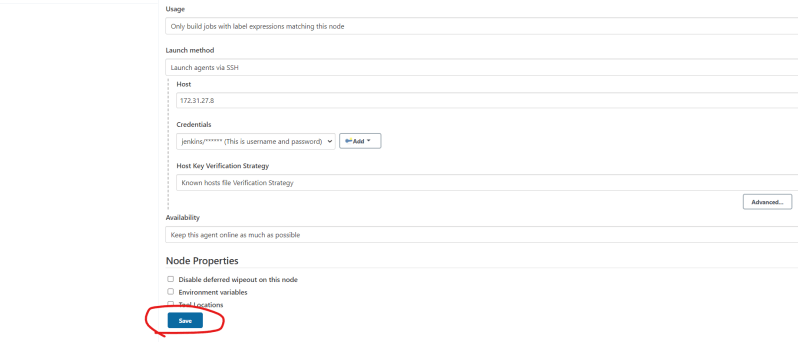 Usage
Only build jobs with label expressions matching this node
Launch method
Launch agents via SSH
Host
172.31.27.8
Credentials
jenkins/****** (This is username and password)
Add
Host Key Verification Strategy
Known hosts file Verification Strategy
Advanced...
Availability
Keep this agent online as much as possible
Node Properties
Disable deferred wipeout on this node
Environment variables
Tool Locations
Save